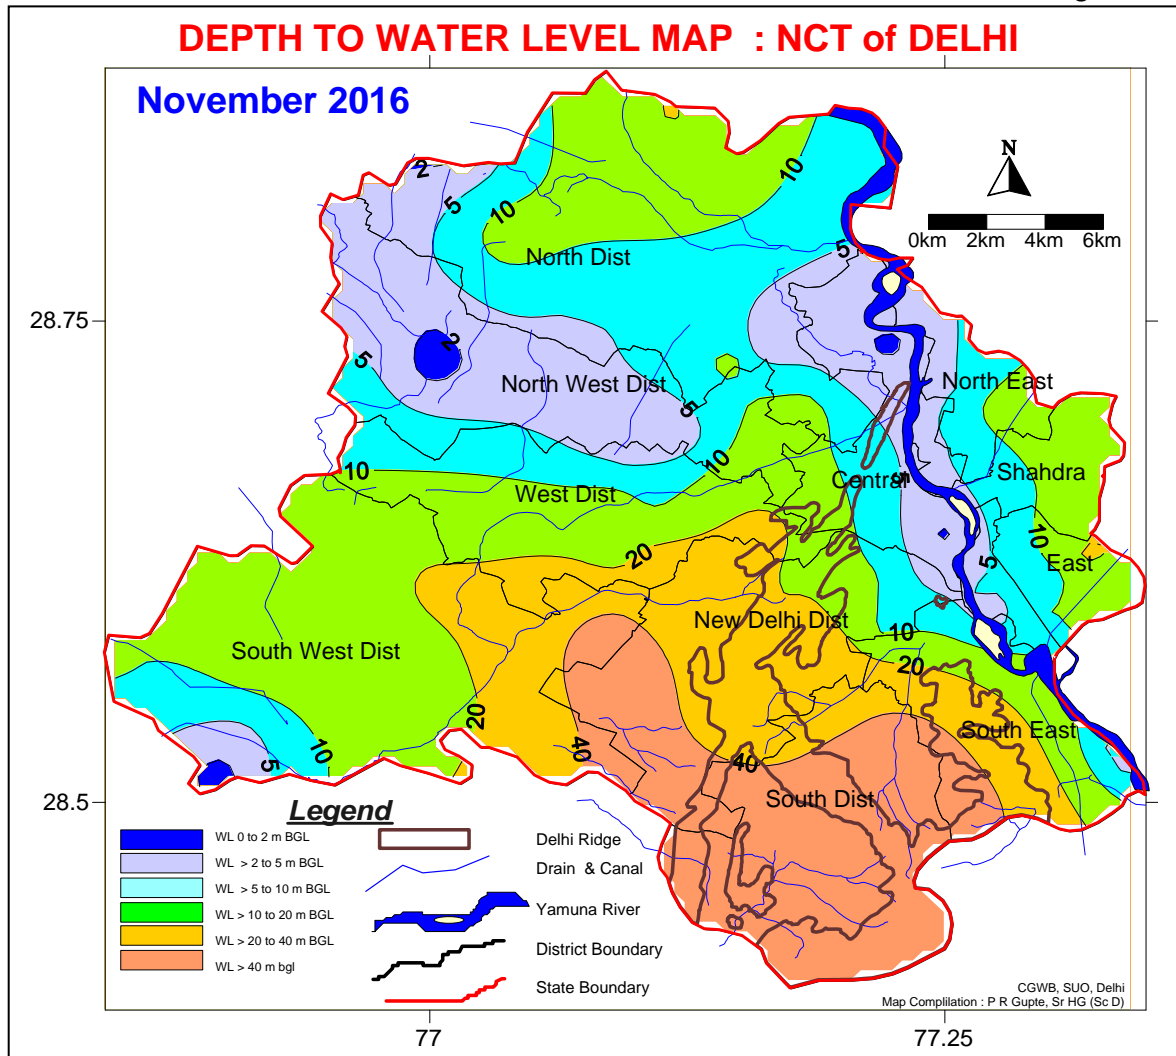 DEPTH TO WATER LEVEL MAP : NCT of DELHI
November 2016
N
0km 2km 4km 6km
2
5
10
10
5
North Dist
28.75
2
5
North West Dist
North East
5
10
10
West Dist
Central
5
Shahdra
10
East
5
20
New Delhi Dist
10
South West Dist
20
20
South East
10
5
40
40
South Dist
28.5
Legend
WL 0 to 2 m BGL
WL > 2 to 5 m BGL
WL > 5 to 10 m BGL
WL > 10 to 20 m BGL
WL > 20 to 40 m BGL
WL > 40 m bgl
Delhi Ridge
Drain & Canal
Yamuna River
District Boundary
State Boundary
CGWB, SUO, Delhi
Map Complilation : P R Gupte, Sr HG (Sc D)
77
77.25